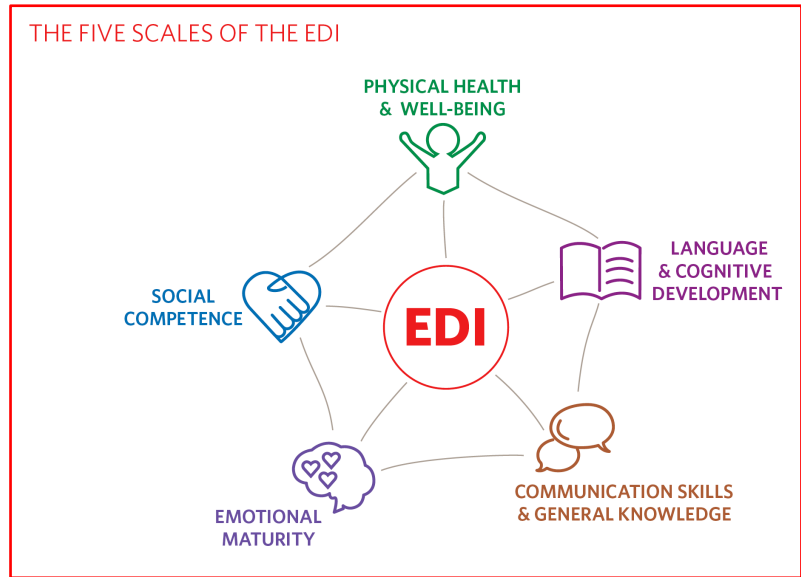 THE FIVE SCALES OF THE EDI
PHYSICAL HEALTH
& WELL-BEING
LANGUAGE
& COGNITIVE
DEVELOPMENT
SOCIAL
COMPETENCE
EDI
COMMUNICATION SKILLS
& GENERAL KNOWLEDGE
EMOTIONAL
MATURITY